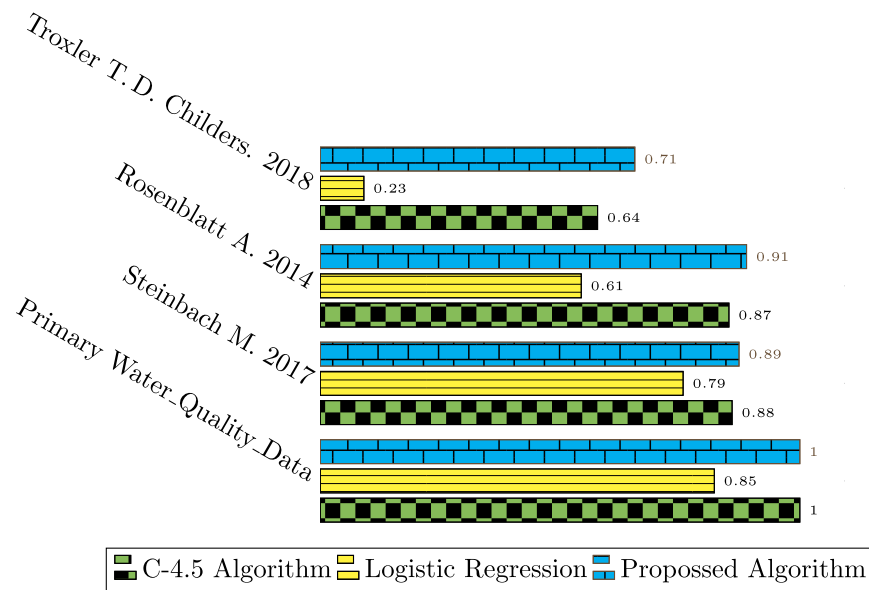 Troxler T. D. Childers. 2018
0.71
0.23
0.64
Rosenblatt A. 2014
0.91
0.61
0.87
Steinbach M. 2017
0.89
0.79
0.88
Primary Water_Quality_Data
1
0.85
1
C-4.5 Algorithm Logistic Regression Propossed Algorithm